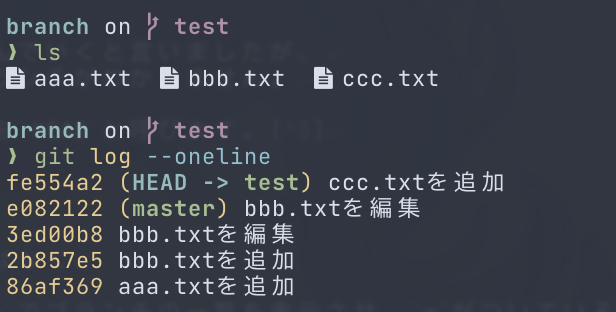 branch on test
❱ ls
aaa.txt bbb.txt ccc.txt
branch on test
❱ git log --oneline
fe554a2 (HEAD -> test) ccc.txtを追加
e082122 (master) bbb.txtを編集
3ed00b8 bbb.txtを編集
2b857e5 bbb.txtを追加
86af369 aaa.txtを追加